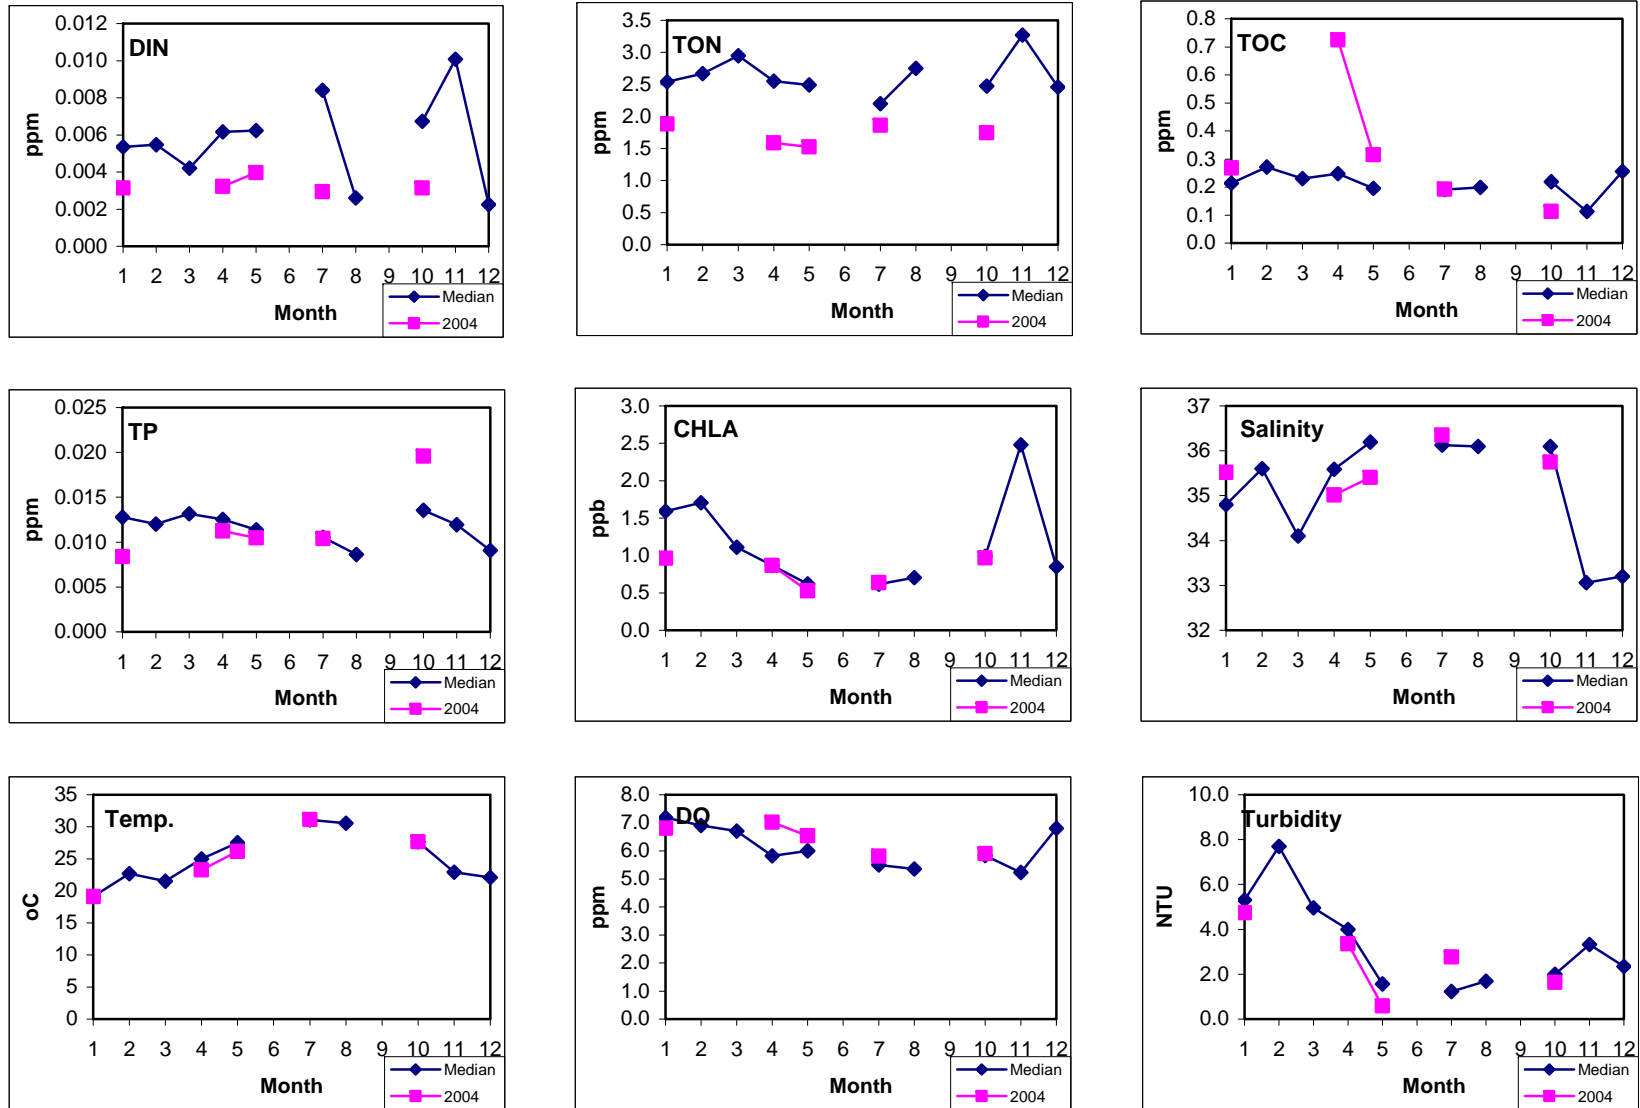 DIN
0.012
0.010
0.008
0.006
0.004
0.002
0.000
ppm
1 2 3 4 5 6 7 8 9 10 11 12
Month
Median
2004
TON
3.5
3.0
2.5
2.0
1.5
1.0
0.5
0.0
ppm
1 2 3 4 5 6 7 8 9 10 11 12
Month
Median
2004
TOC
0.8
0.7
0.6
0.5
0.4
0.3
0.2
0.1
0.0
ppm
1 2 3 4 5 6 7 8 9 10 11 12
Month
Median
2004
TP
0.025
0.020
0.015
0.010
0.005
0.000
ppm
1 2 3 4 5 6 7 8 9 10 11 12
Month
Median
2004
CHLA
3.0
2.5
2.0
1.5
1.0
0.5
0.0
ppb
1 2 3 4 5 6 7 8 9 10 11 12
Month
Median
2004
Salinity
37
36
35
34
33
32
1 2 3 4 5 6 7 8 9 10 11 12
Month
Median
2004
Temp.
35
30
25
20
15
10
5
0
oC
1 2 3 4 5 6 7 8 9 10 11 12
Month
Median
2004
DO
8.0
7.0
6.0
5.0
4.0
3.0
2.0
1.0
0.0
ppm
1 2 3 4 5 6 7 8 9 10 11 12
Month
Median
2004
Turbidity
10.0
8.0
6.0
4.0
2.0
0.0
NTU
1 2 3 4 5 6 7 8 9 10 11 12
Month
Median
2004